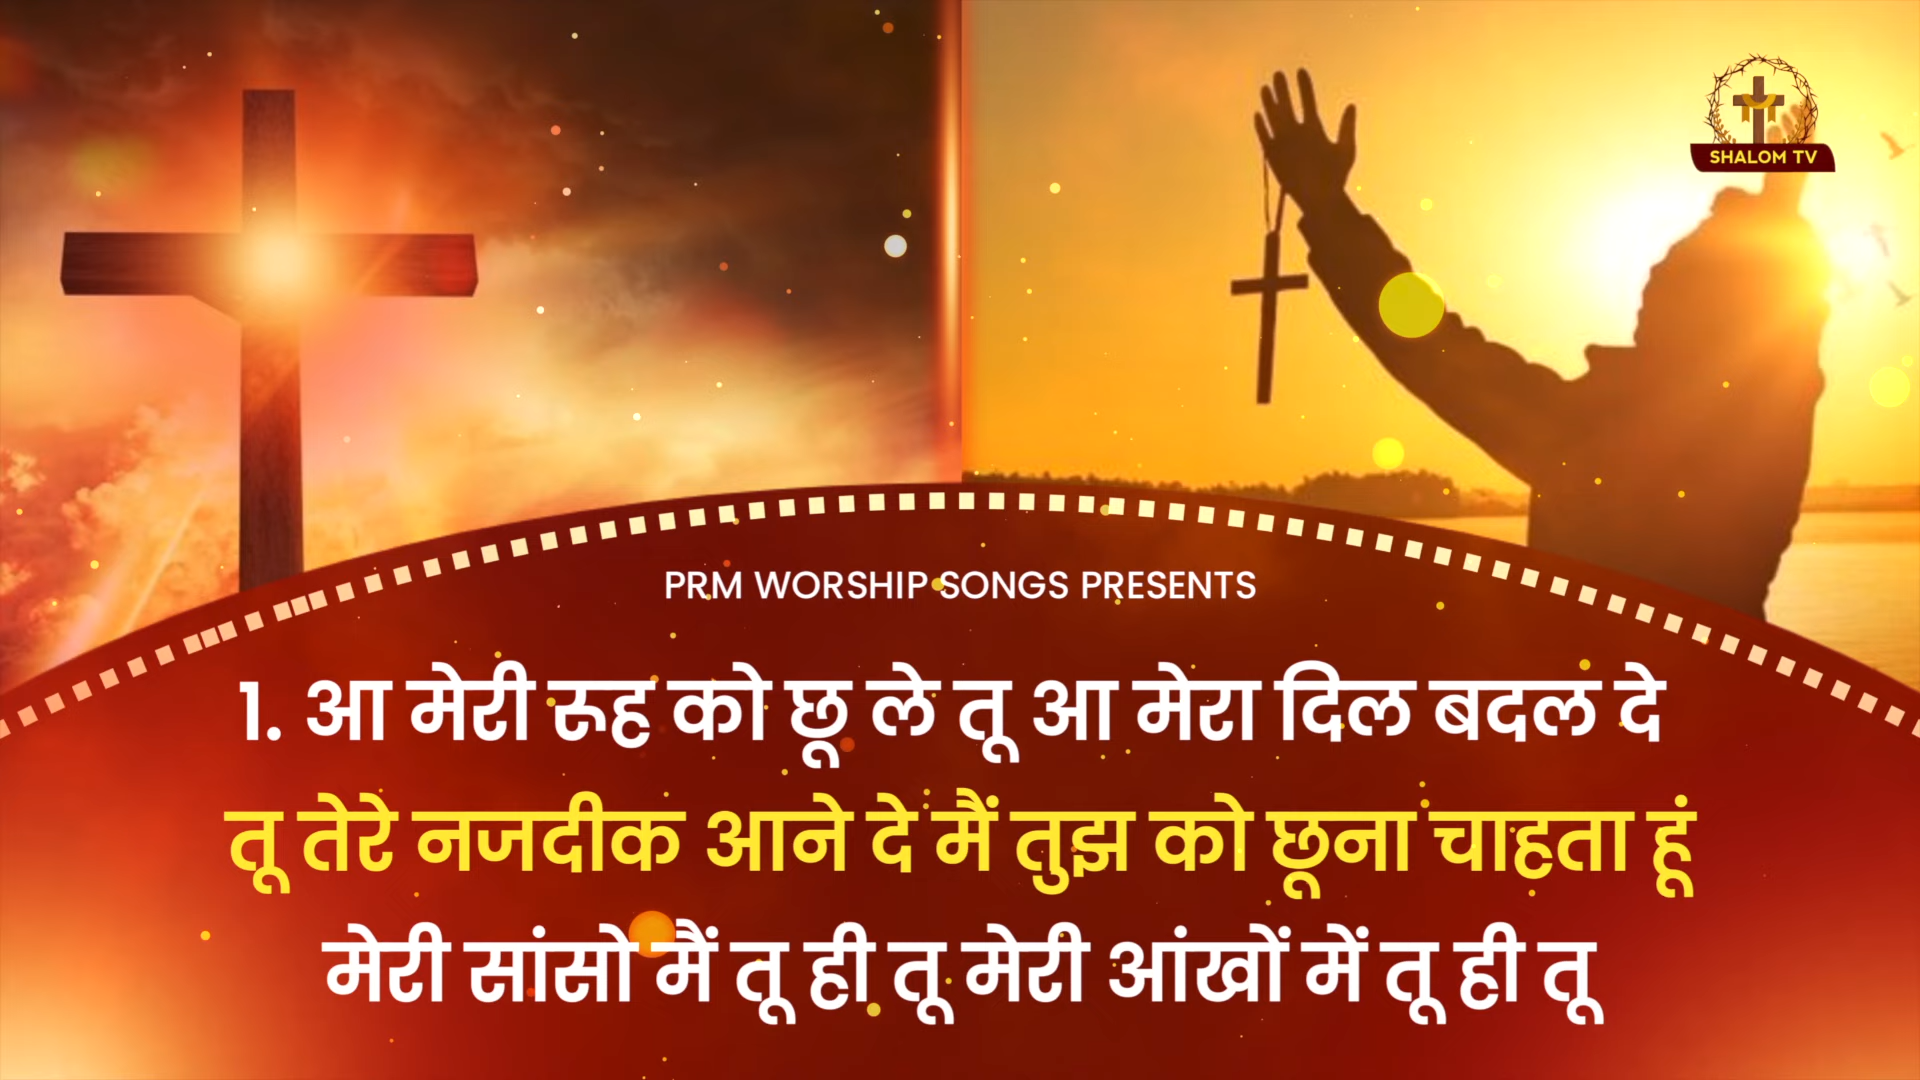 SHALOM TV
PRM WORSHIP SONGS PRESENTS
1. आ मेरी रूह को छू ले तू आ मेरा दिल बदल दे
तू तेरे नजदीक आने दे मैं तुझ को छूना चाहता हूं
मेरी सांसो मैं तू ही तू मेरी आंखों में तू ही तू